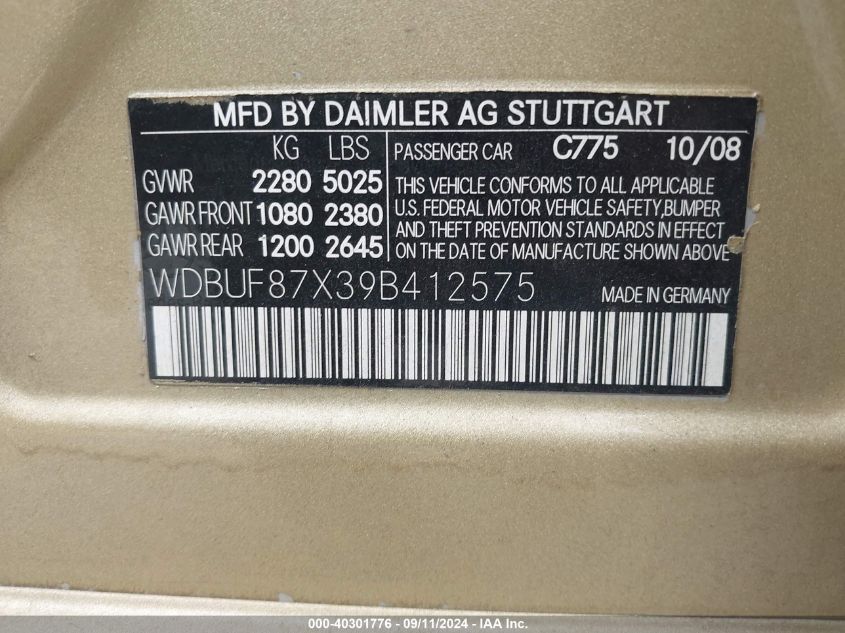 MFD BY DAIMLER AG STUTTGART
KG LBS PASSENGER CAR C775 10/08
GVWR 2280 5025 THIS VEHICLE CONFORMS TO ALL APPLICABLE
GAWR FRONT 1080 2380 U.S. FEDERAL MOTOR VEHICLE SAFETY,BUMPER
AND THEFT PREVENTION STANDARDS IN EFFECT
GAWR REAR 1200 2645 ON THE DATE OF MANUFACTURE SHOWN ABOVE
WDBUF87X39B412575 MADE IN GERMANY
000-40301776 - 09/11/2024 - IAA Inc.